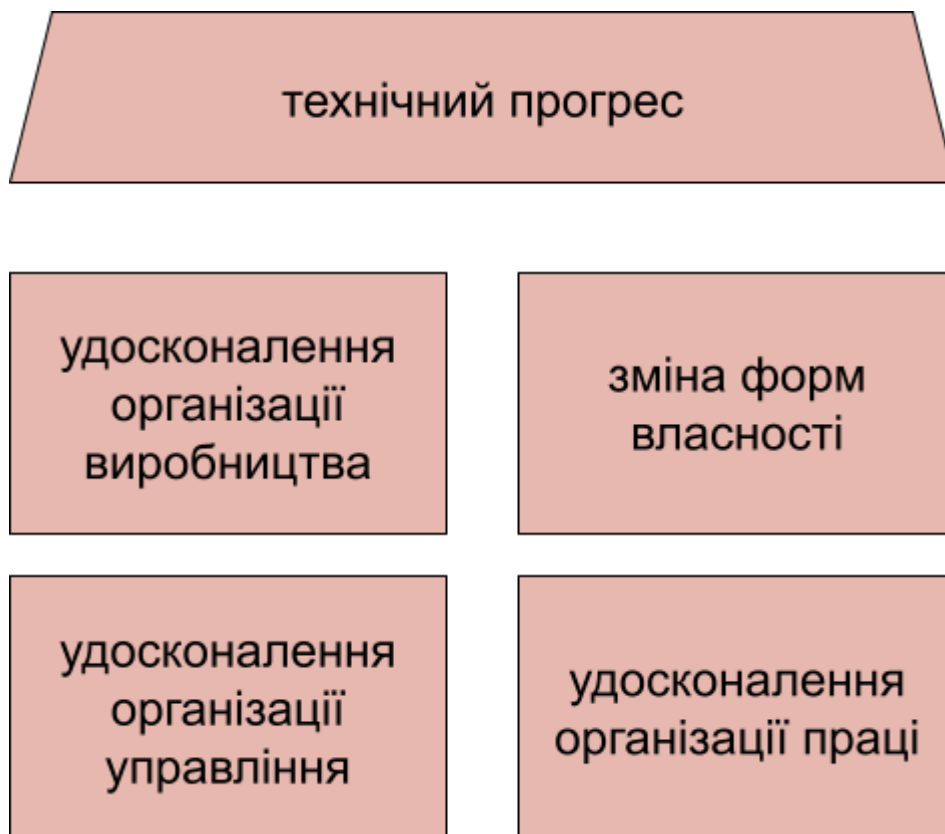 технічний прогрес
удосконалення
організації
виробництва
зміна форм
власності
удосконалення
організації
управління
удосконалення
організації праці